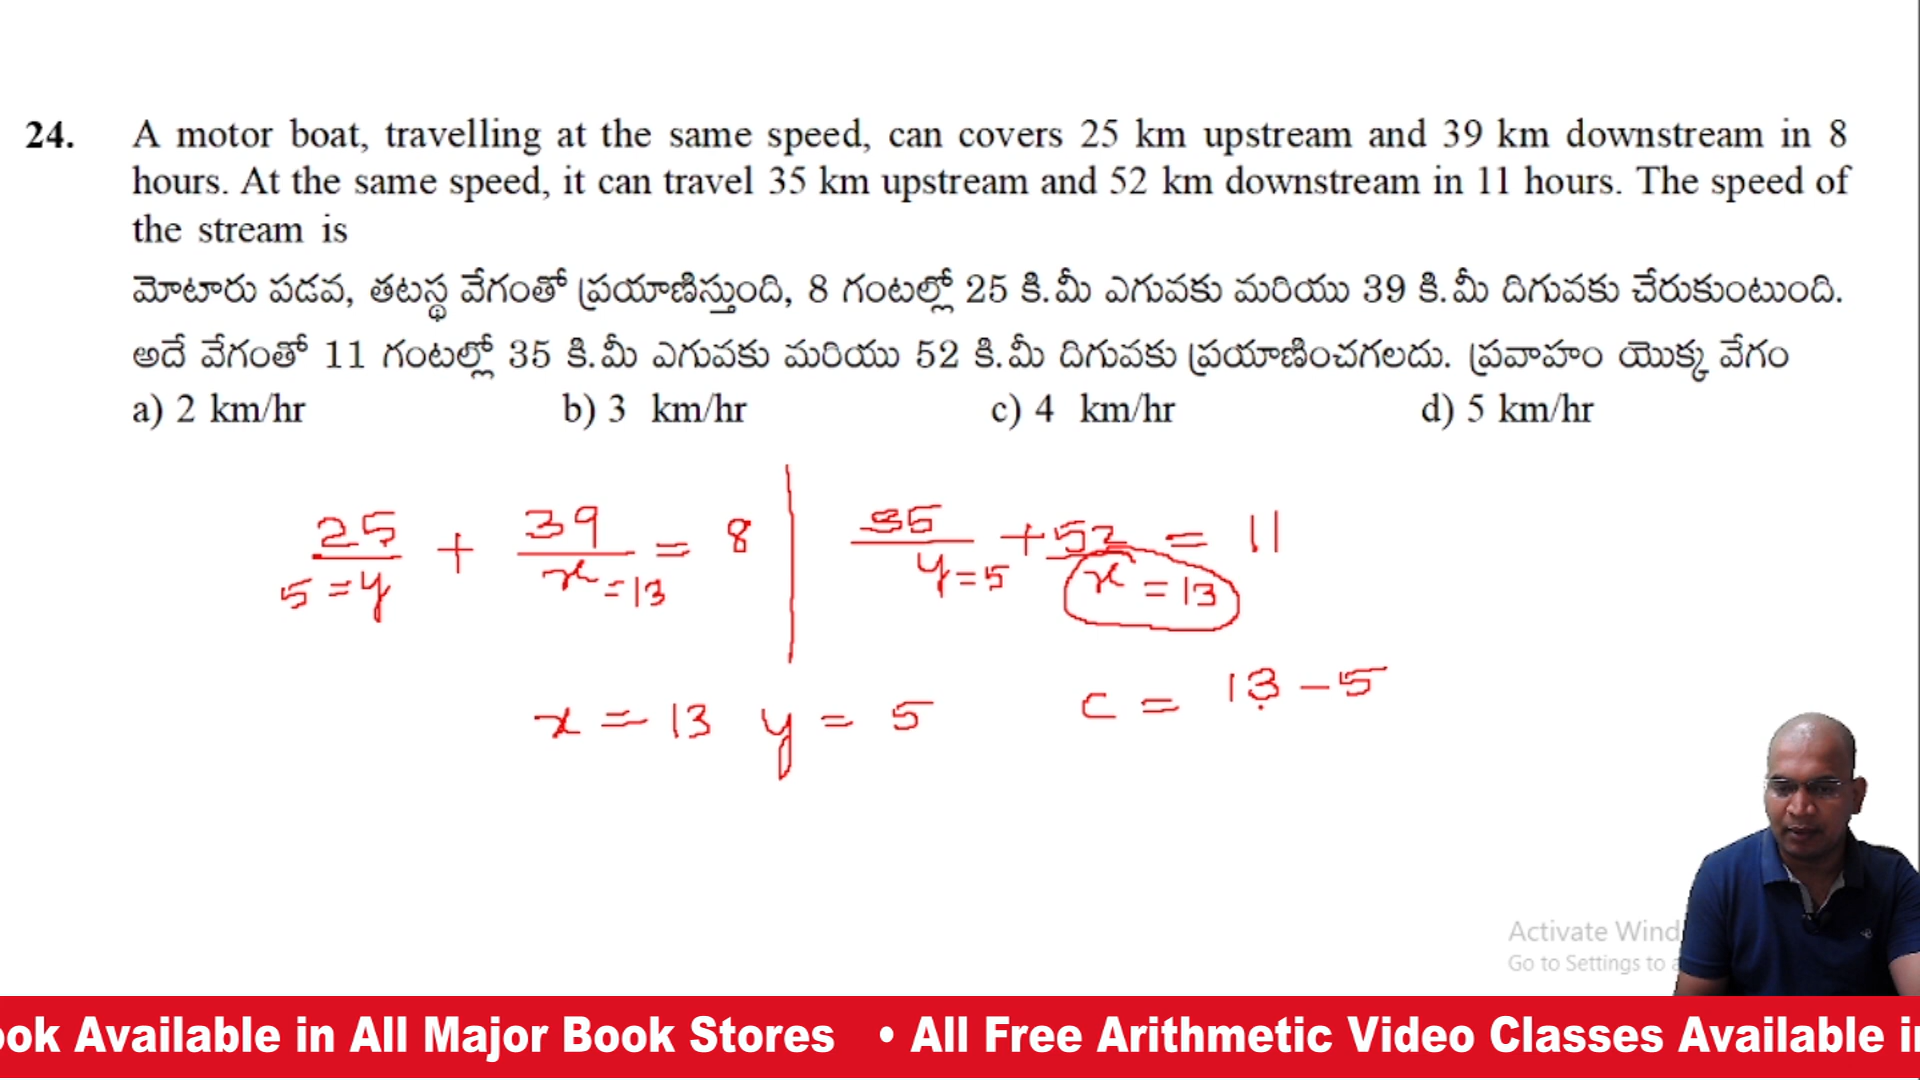 24. A motor boat, travelling at the same speed, can covers 25 km upstream and 39 km downstream in 8
hours. At the same speed, it can travel 35 km upstream and 52 km downstream in 11 hours. The speed of
the stream is
మోటారు పడవ, తటస్థ వేగంతో ప్రయాణిస్తుంది, 8 గంటల్లో 25 కి.మీ ఎగువకు మరియు 39 కి.మీ దిగువకు చేరుకుంటుంది.
అదే వేగంతో 11 గంటల్లో 35 కి.మీ ఎగువకు మరియు 52 కి.మీ దిగువకు ప్రయాణించగలదు. ప్రవాహం యొక్క వేగం
a) 2 km/hr b) 3 km/hr c) 4 km/hr d) 5 km/hr
25 + 39 = 8 35 + 52 = 11
5 = y x = 13 y = 5 x = 13
x = 13 y = 5 c = 13 - 5
Activate Wind
Go to Settings to a
ook Available in All Major Book Stores • All Free Arithmetic Video Classes Available i